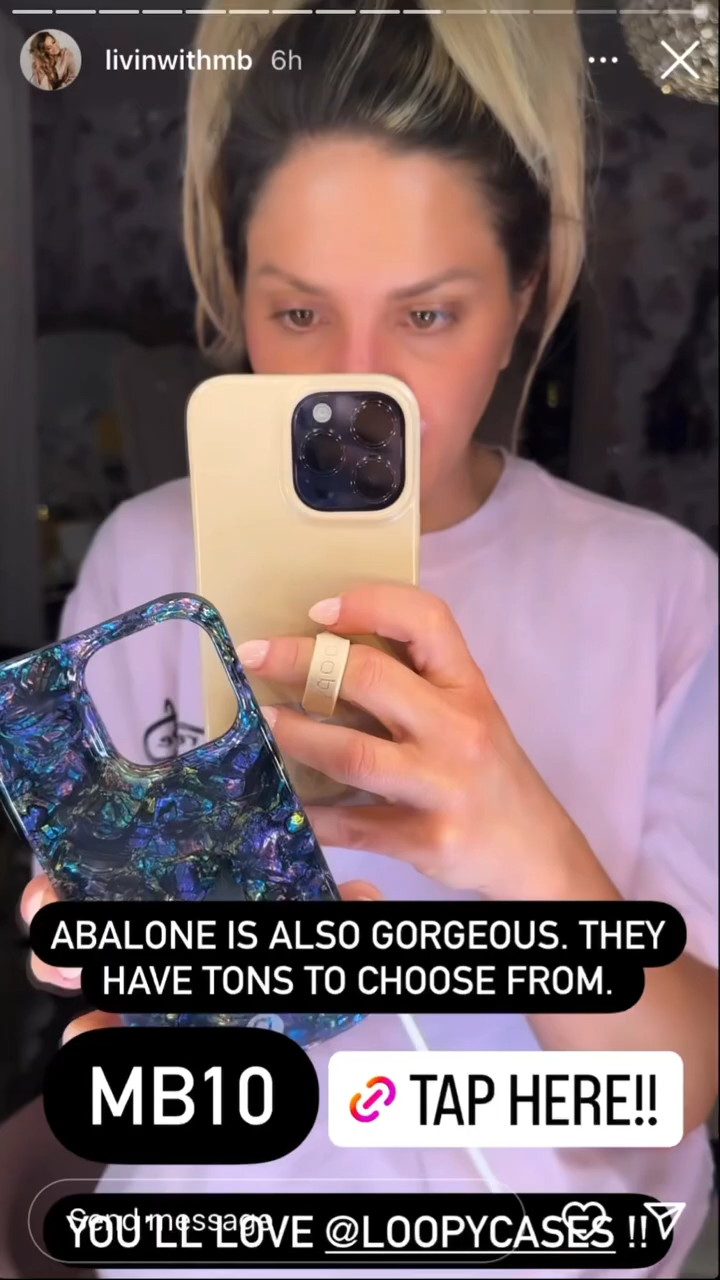 livinwithmb 6h
ABALONE IS ALSO GORGEOUS. THEY
HAVE TONS TO CHOOSE FROM.
MB10
TAP HERE!!
Send message
YOU'LL LOVE @LOOPYCASES !!